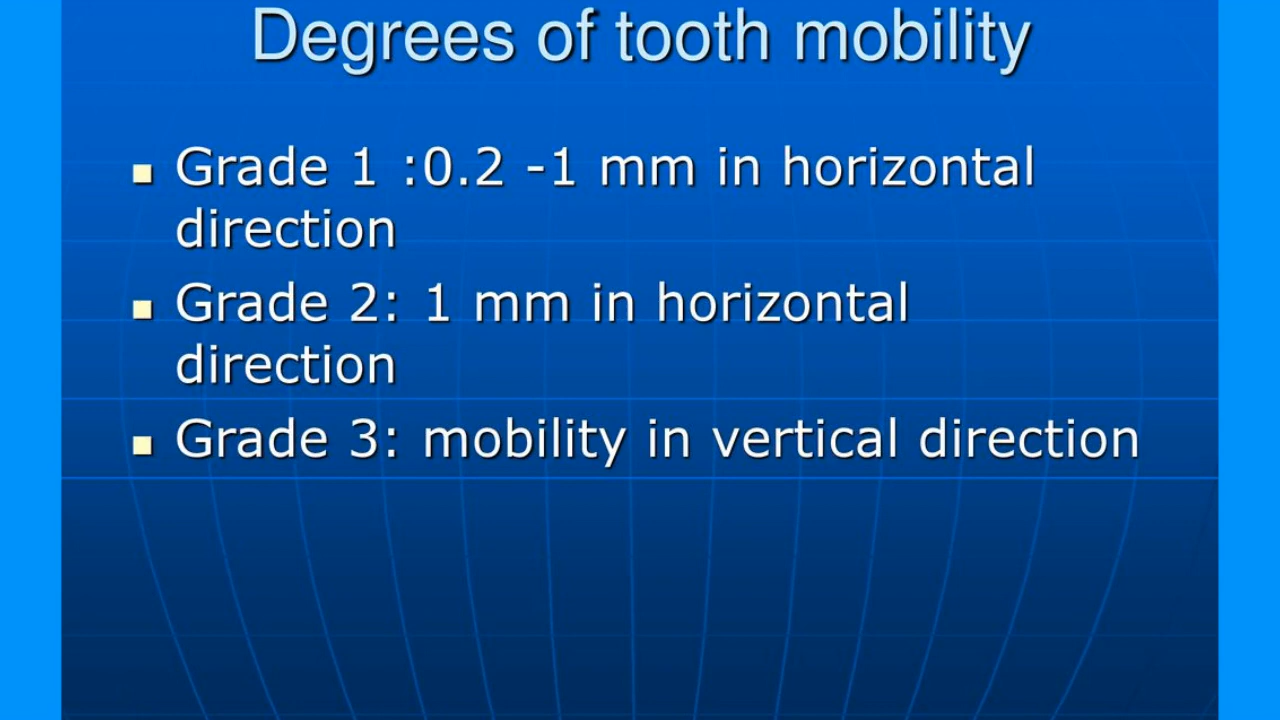 Degrees of tooth mobility
Grade 1 :0.2 -1 mm in horizontal
direction
Grade 2: 1 mm in horizontal
direction
Grade 3: mobility in vertical direction